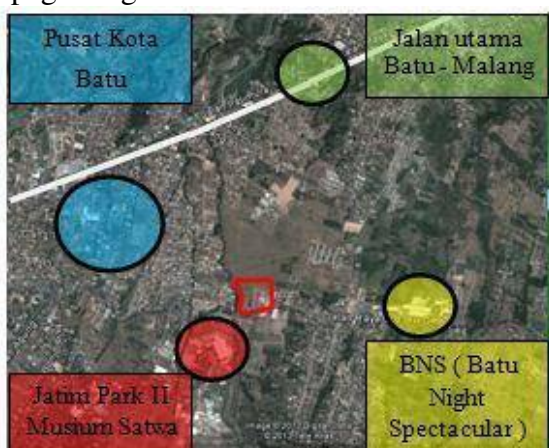 Pusat Kota
Batu
Jalan utama
Batu - Malang
Jatim Park II
Musium Satwa
BNS ( Batu
Night
Spectacular )